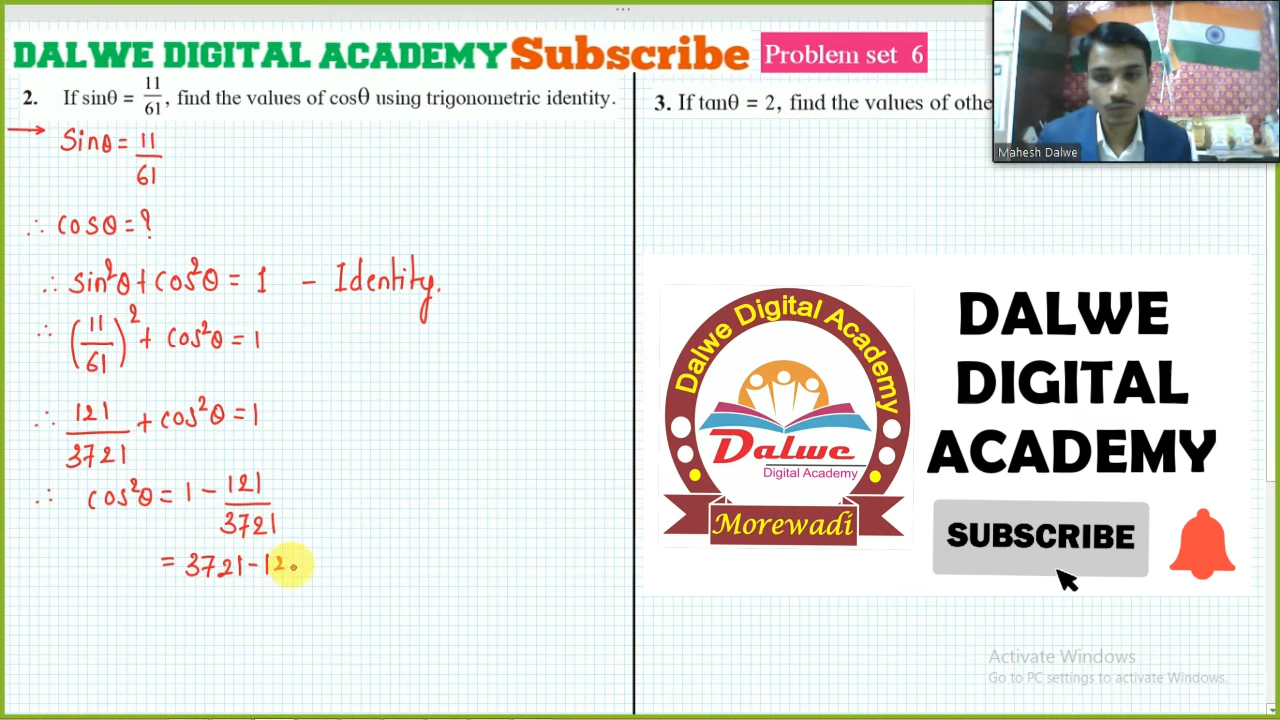 DALWE DIGITAL ACADEMY Subscribe Problem set 6
2. If sinθ = 11/61, find the values of cosθ using trigonometric identity.
→ Sinθ = 11/61
∴ cosθ = ?
∴ sin²θ + cos²θ = 1 - Identity.
∴ (11/61)² + cos²θ = 1
∴ 121/3721 + cos²θ = 1
∴ cos²θ = 1 - 121/3721
= 3721 - 12
3. If tanθ = 2, find the values of othe
Mahesh Dalwe
Dalwe Digital Academy
Dalwe
Digital Academy
Morewadi
DALWE
DIGITAL
ACADEMY
SUBSCRIBE
Activate Windows
Go to PC settings to activate Windows.